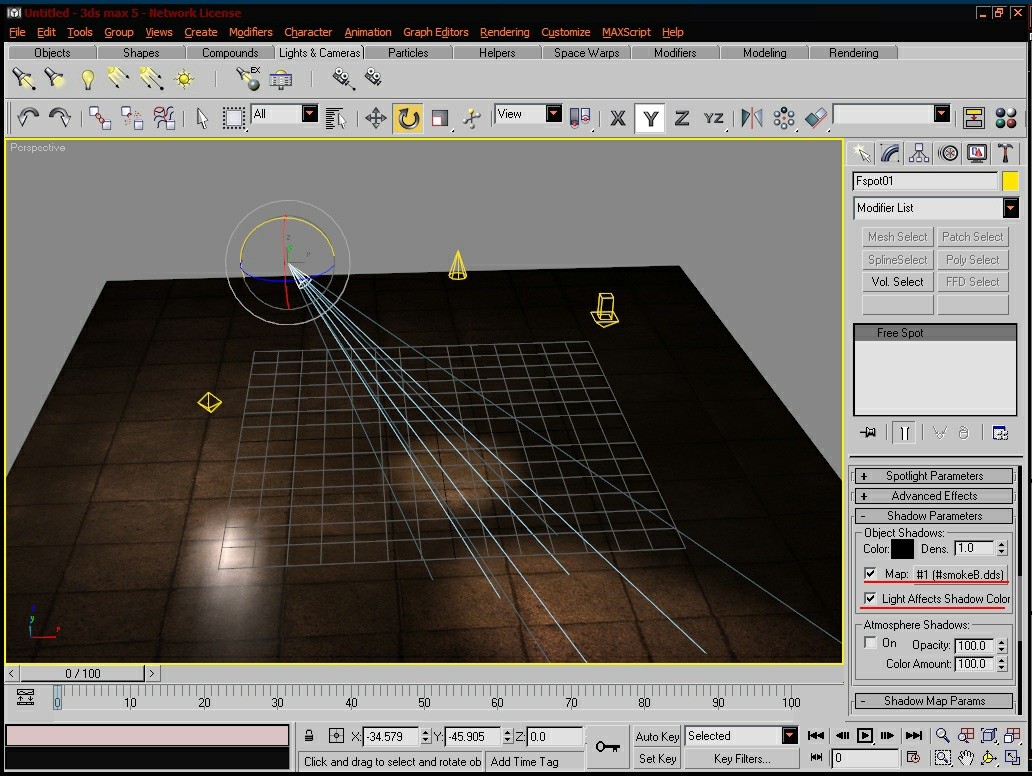 Untitled - 3ds max 5 - Network License
File Edit Tools Group Views Create Modifiers Character Animation Graph Editors Rendering Customize MAXScript Help
Objects Shapes Compounds Lights & Cameras Particles Helpers Space Warps Modifiers Modeling Rendering
EX
All View X Y Z YZ
Perspective
Fspot01
Modifier List
Mesh Select Patch Select
SplineSelect Poly Select
Vol. Select FFD Select
Free Spot
+ Spotlight Parameters
+ Advanced Effects
- Shadow Parameters
Object Shadows:
Color: Dens. 1.0
Map: #1 (#smokeB.dds)
Light Affects Shadow Color
Atmosphere Shadows:
On Opacity: 100.0
Color Amount: 100.0
- Shadow Map Params
z
y
< 0 / 100 >
0 10 20 30 40 50 60 70 80 90 100
X: -34.579 Y: -45.905 Z: 0.0
Auto Key Selected
Click and drag to select and rotate ob Add Time Tag
Set Key Key Filters... 0